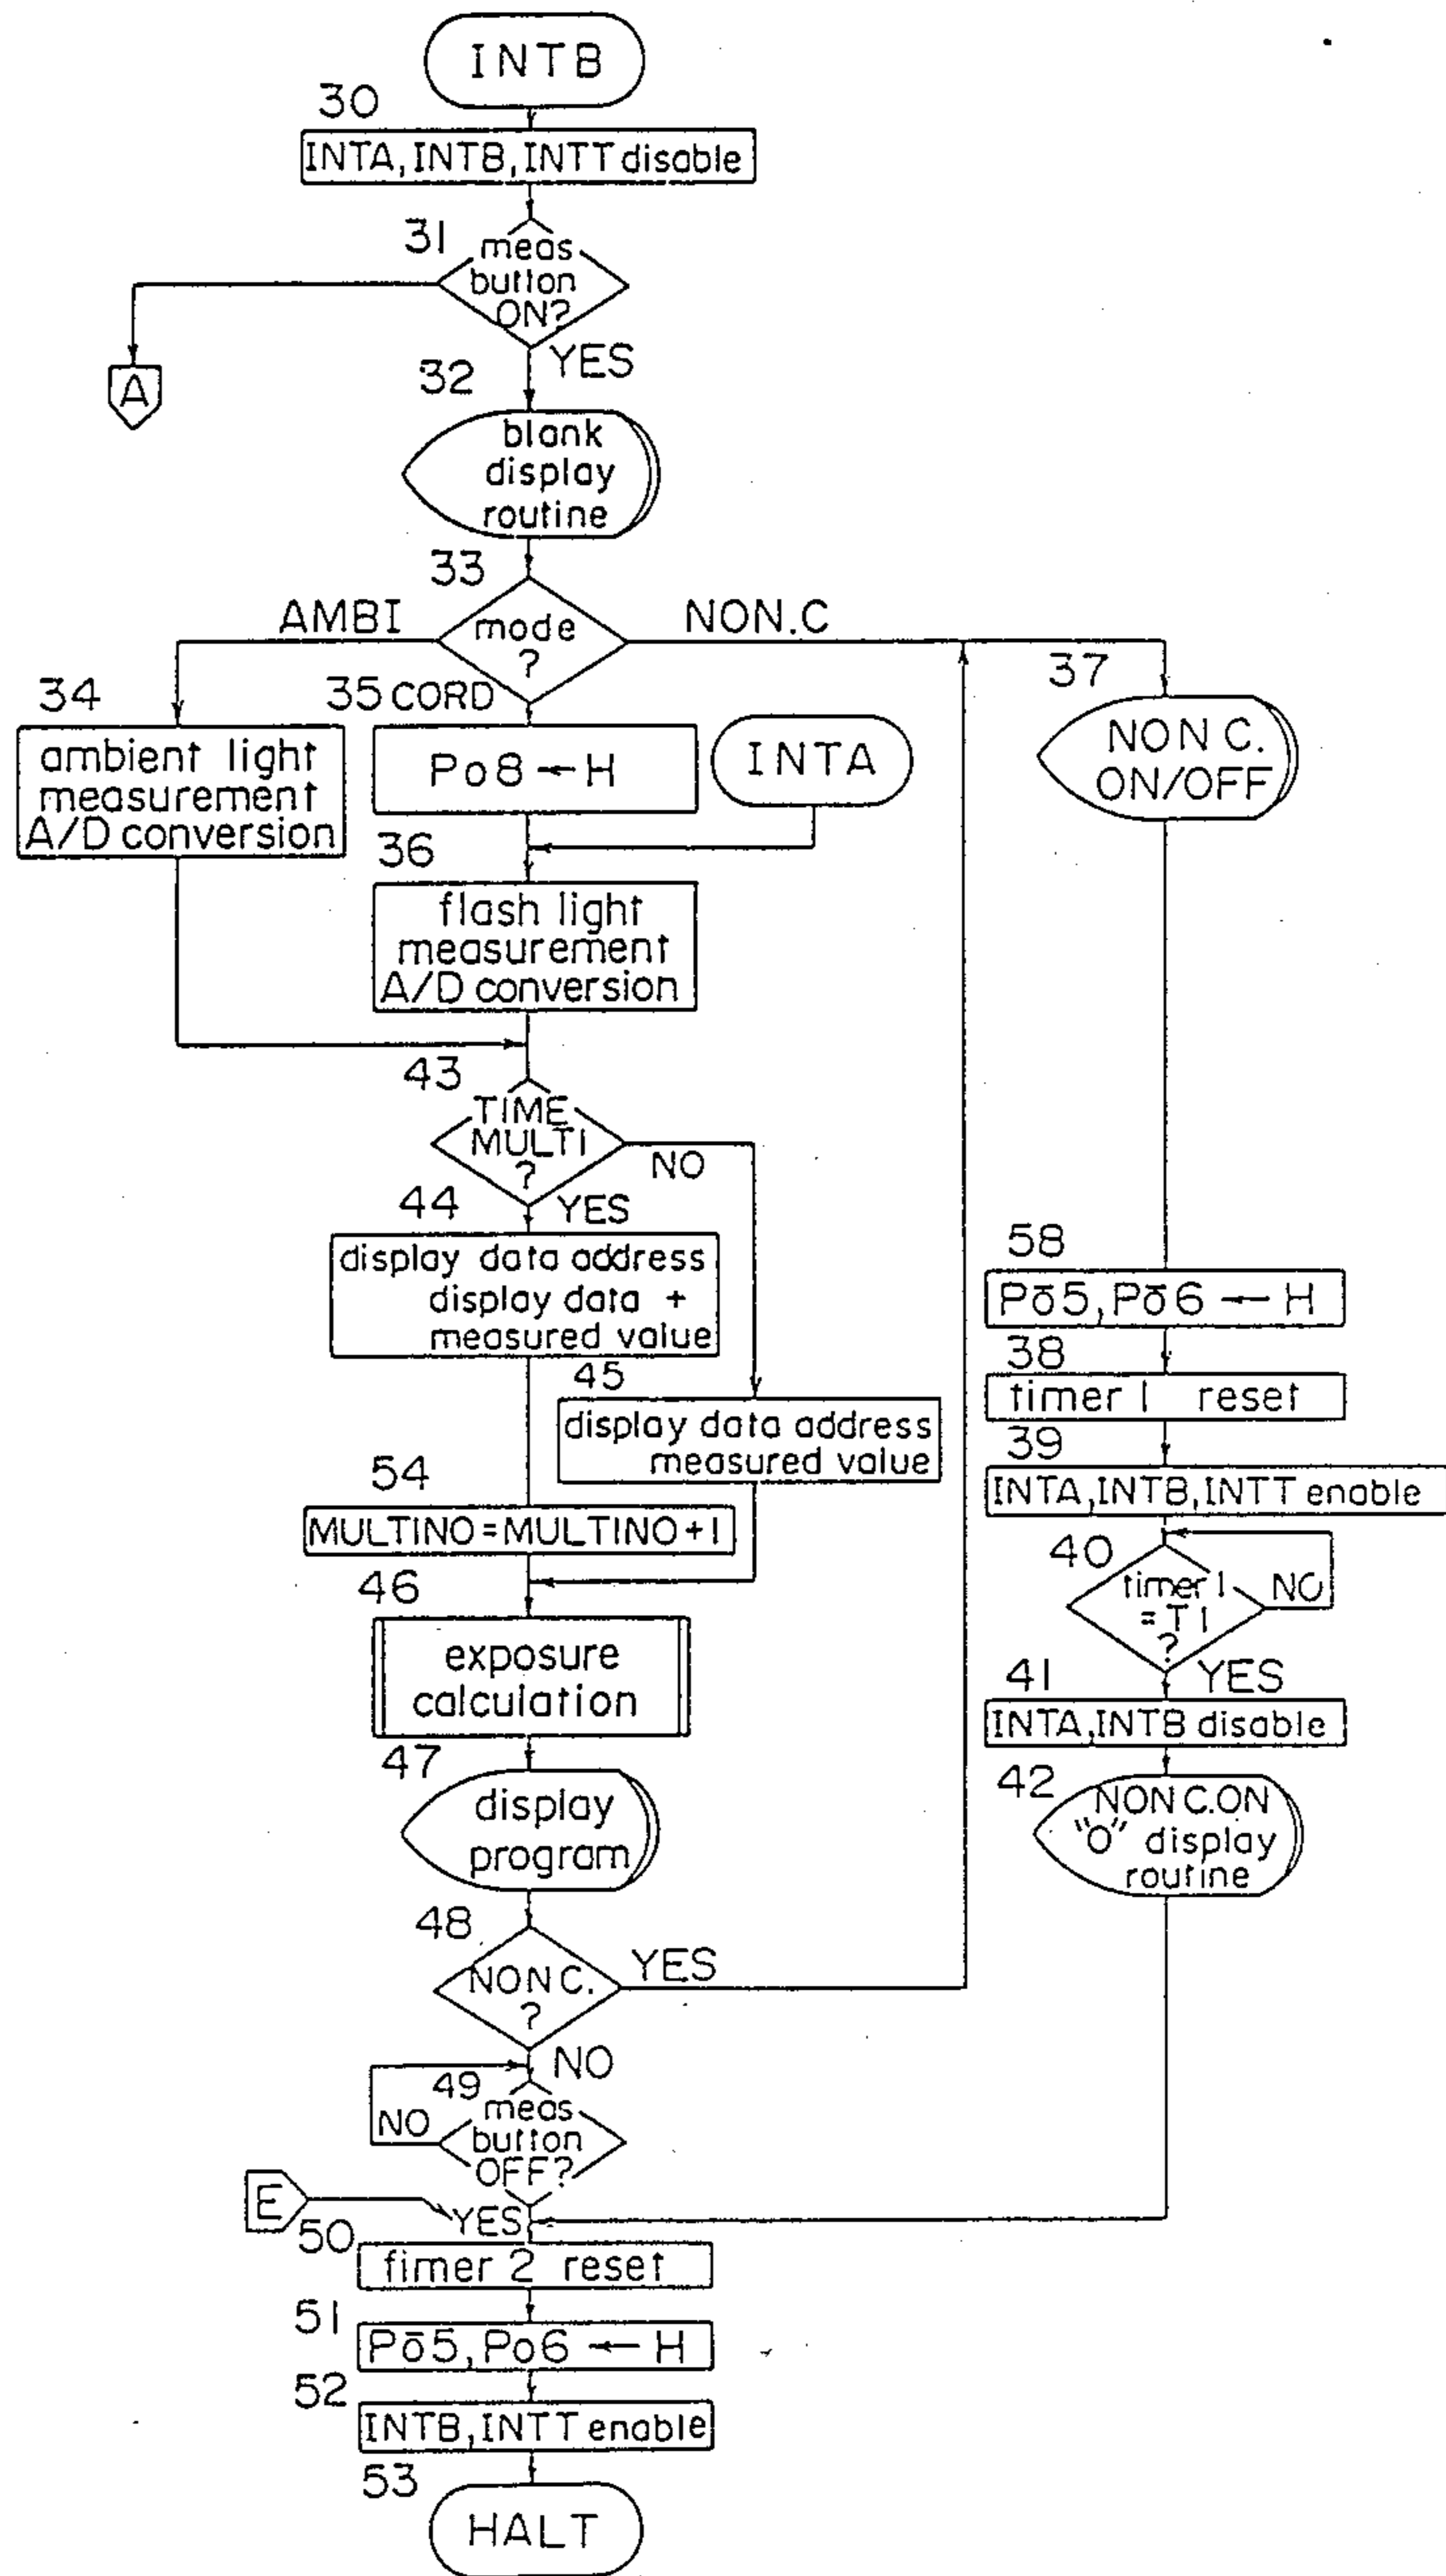 INTB
30
INTA, INTB, INTT disable
31
meas
button
ON?
YES
A
32
blank
display
routine
33
AMBI
mode
?
NON.C
34
ambient light
measurement
A/D conversion
35 CORD
Po8 ← H
INTA
37
NON C.
ON/OFF
36
flash light
measurement
A/D conversion
43
TIME
MULTI
?
NO
44
YES
display data address
display data +
measured value
45
display data address
measured value
54
MULTINO = MULTINO + 1
46
exposure
calculation
47
display
program
48
NON C.
?
YES
NO
49
meas
button
OFF?
NO
E
YES
58
Pō5, Pō6 ← H
38
timer 1 reset
39
INTA, INTB, INTT enable
40
timer 1
= T1
?
NO
41
YES
INTA, INTB disable
42
NON C. ON
"0" display
routine
50
fimer 2 reset
51
Pō5, Po6 ← H
52
INTB, INTT enable
53
HALT